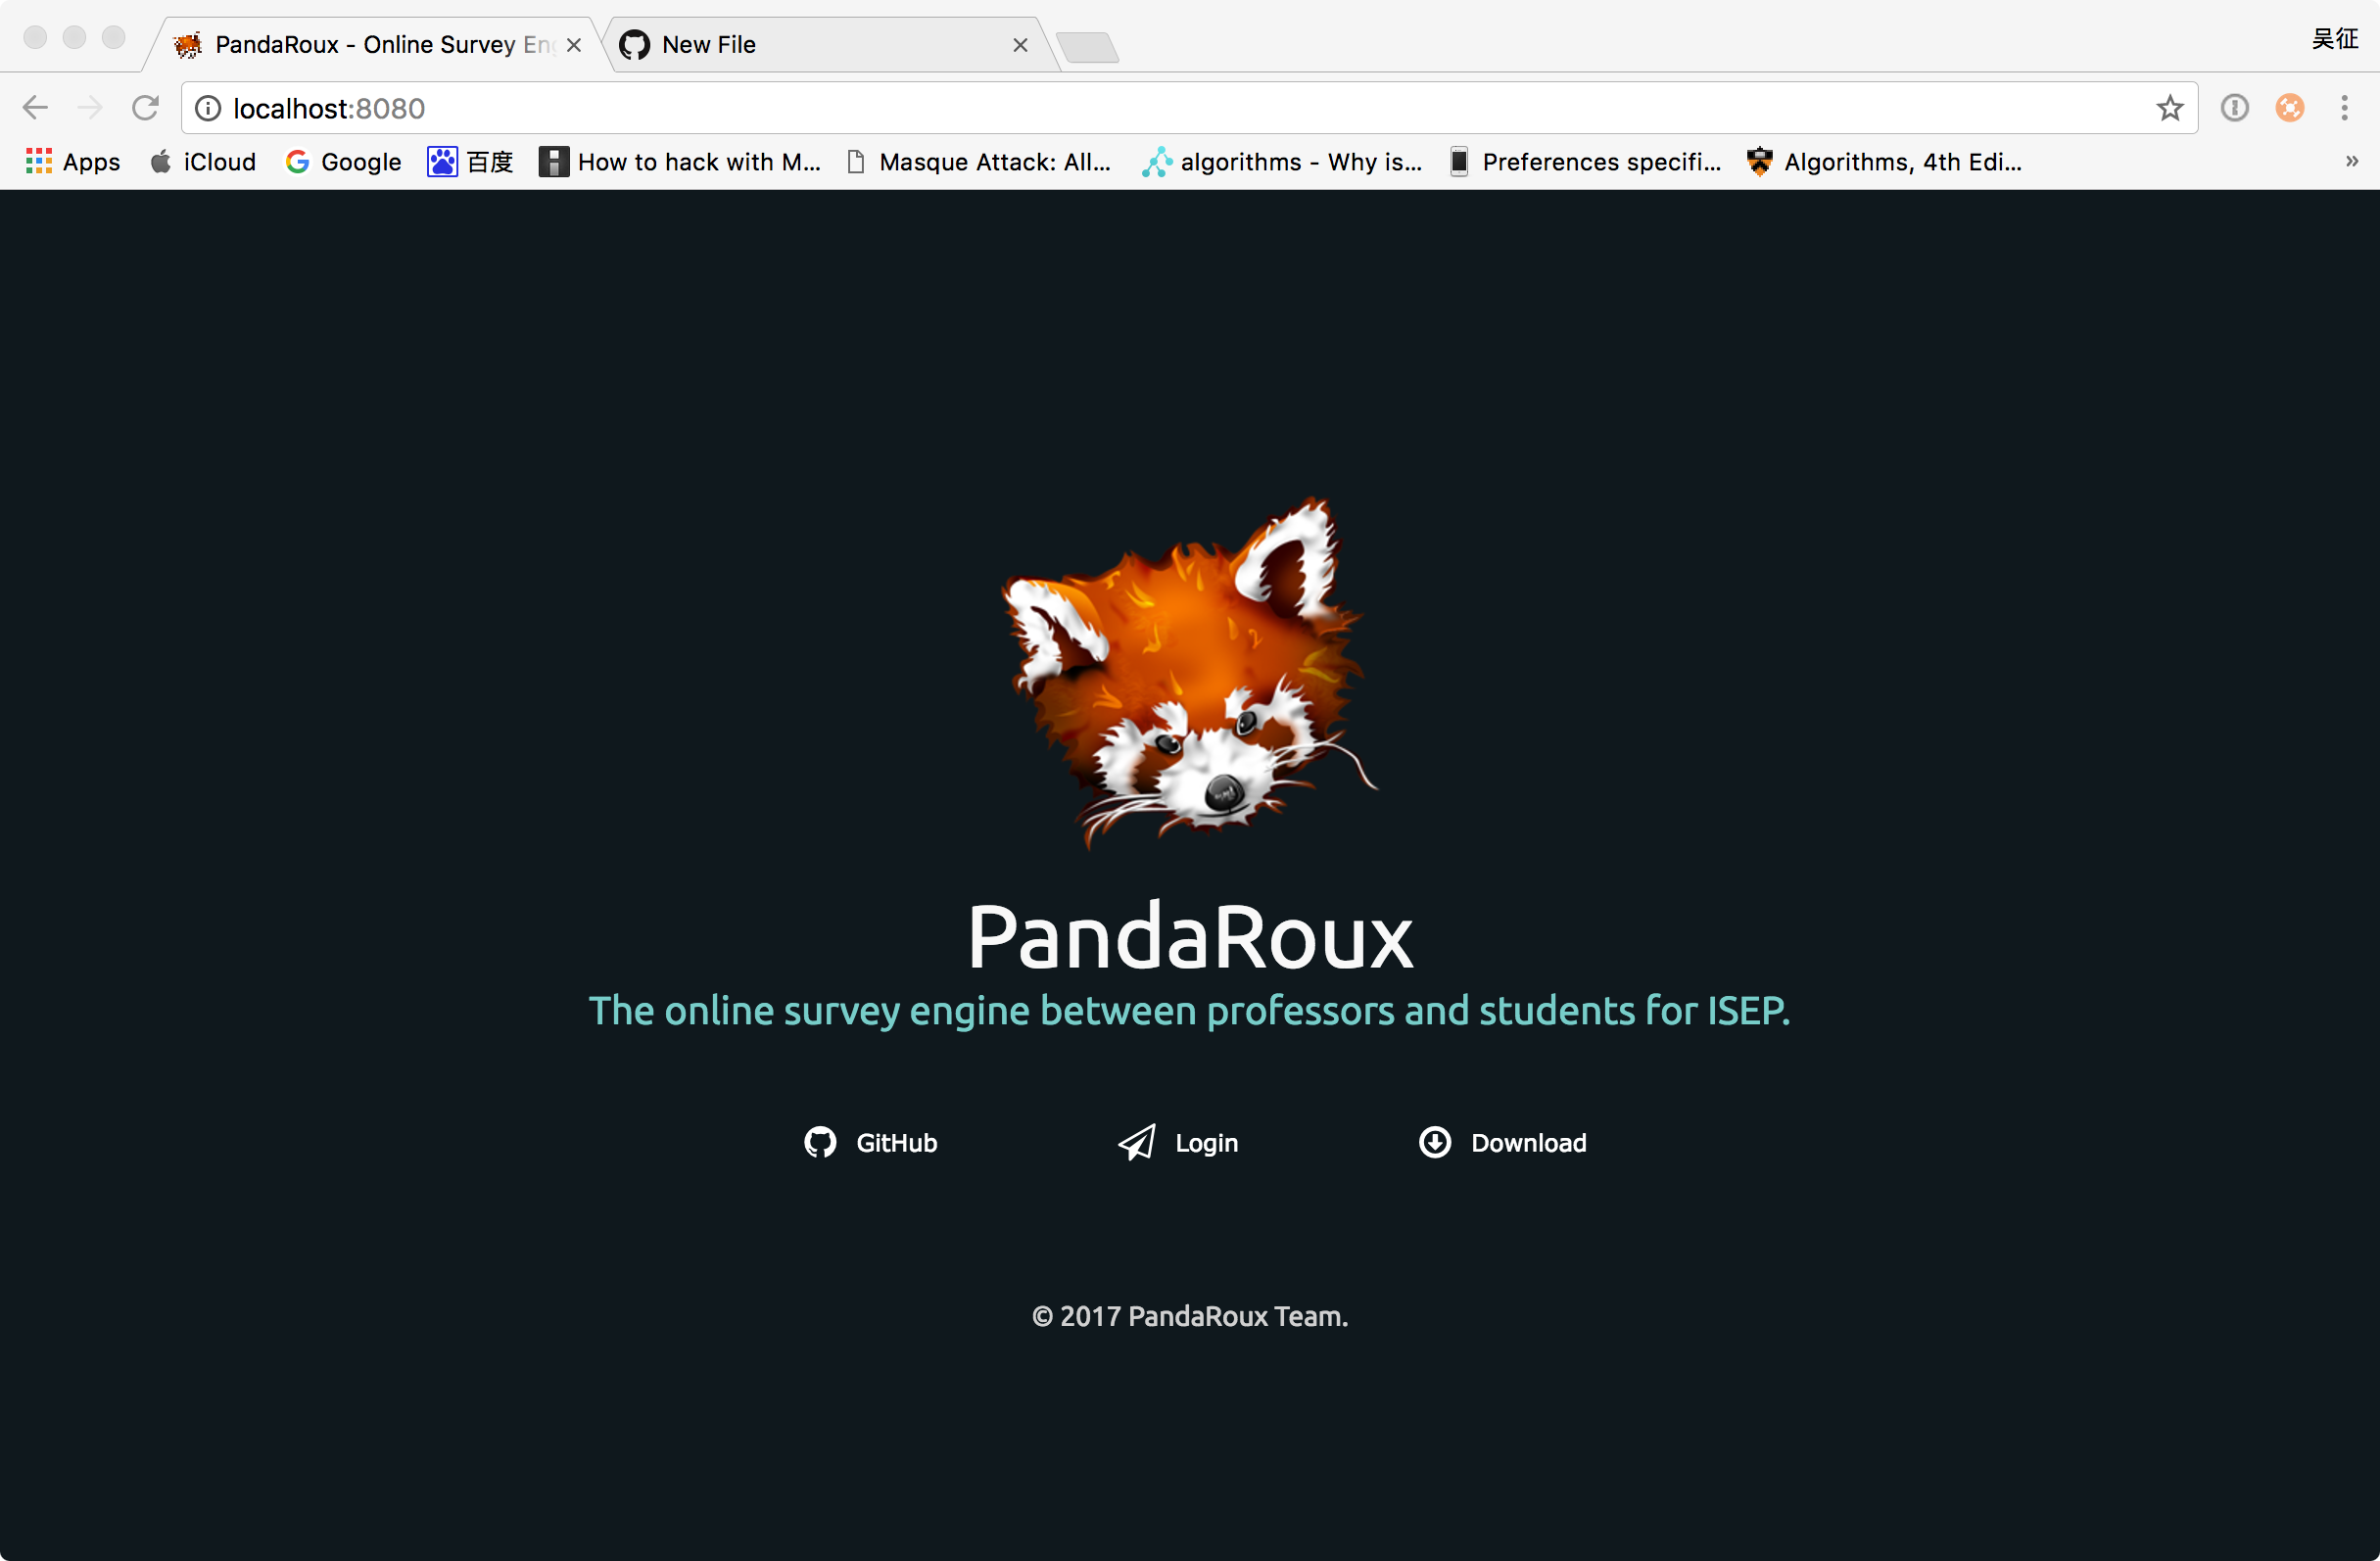 PandaRoux - Online Survey En
New File
吴征
localhost:8080
Apps
iCloud
Google
百度
How to hack with M...
Masque Attack: All...
algorithms - Why is...
Preferences specifi...
Algorithms, 4th Edi...
»
PandaRoux
The online survey engine between professors and students for ISEP.
GitHub
Login
Download
© 2017 PandaRoux Team.